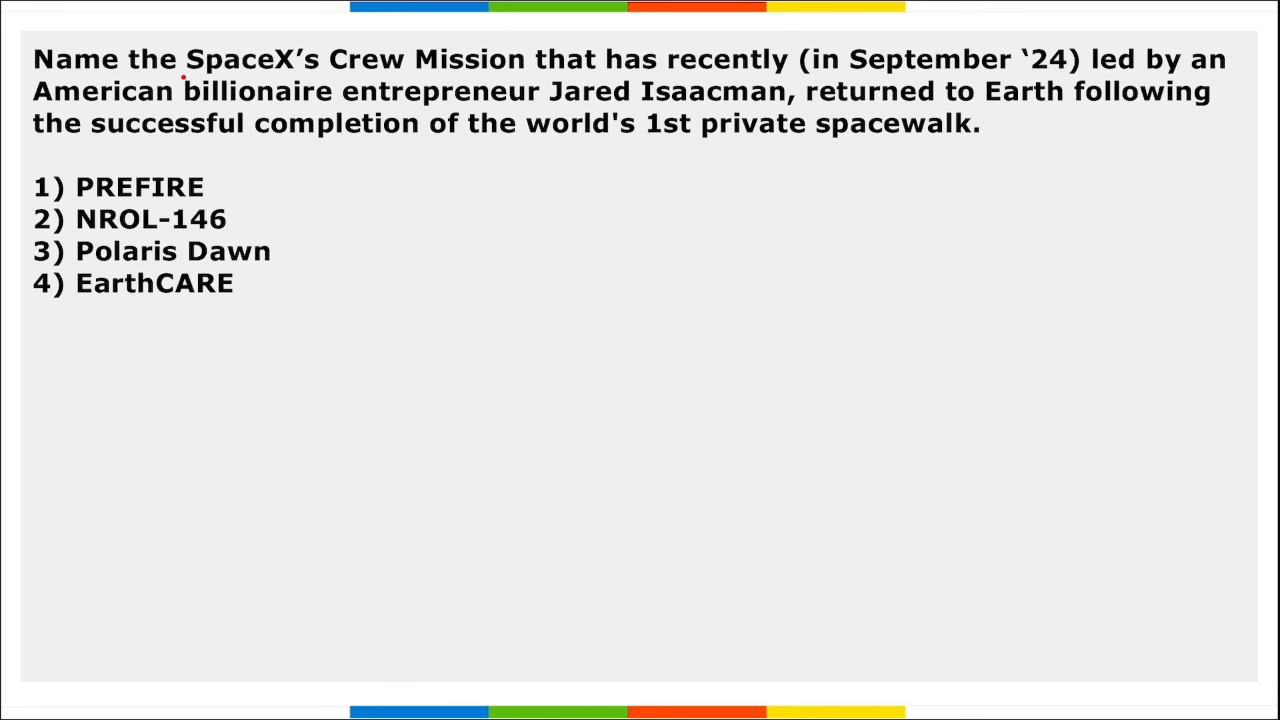 Name the SpaceX’s Crew Mission that has recently (in September ‘24) led by an
American billionaire entrepreneur Jared Isaacman, returned to Earth following
the successful completion of the world's 1st private spacewalk.
1) PREFIRE
2) NROL-146
3) Polaris Dawn
4) EarthCARE